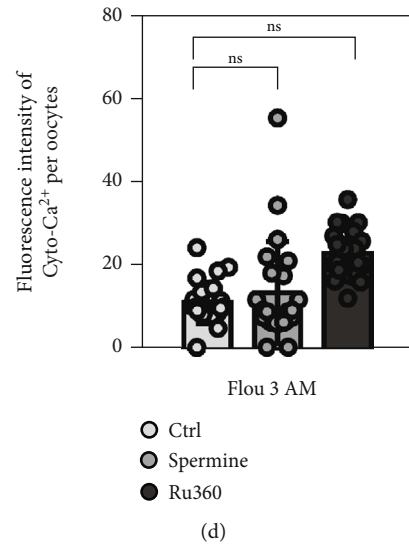 ns
ns
80
60
40
20
0
Fluorescence intensity of
Cyto-Ca²⁺ per oocytes
Flou 3 AM
Ctrl
Spermine
Ru360
(d)